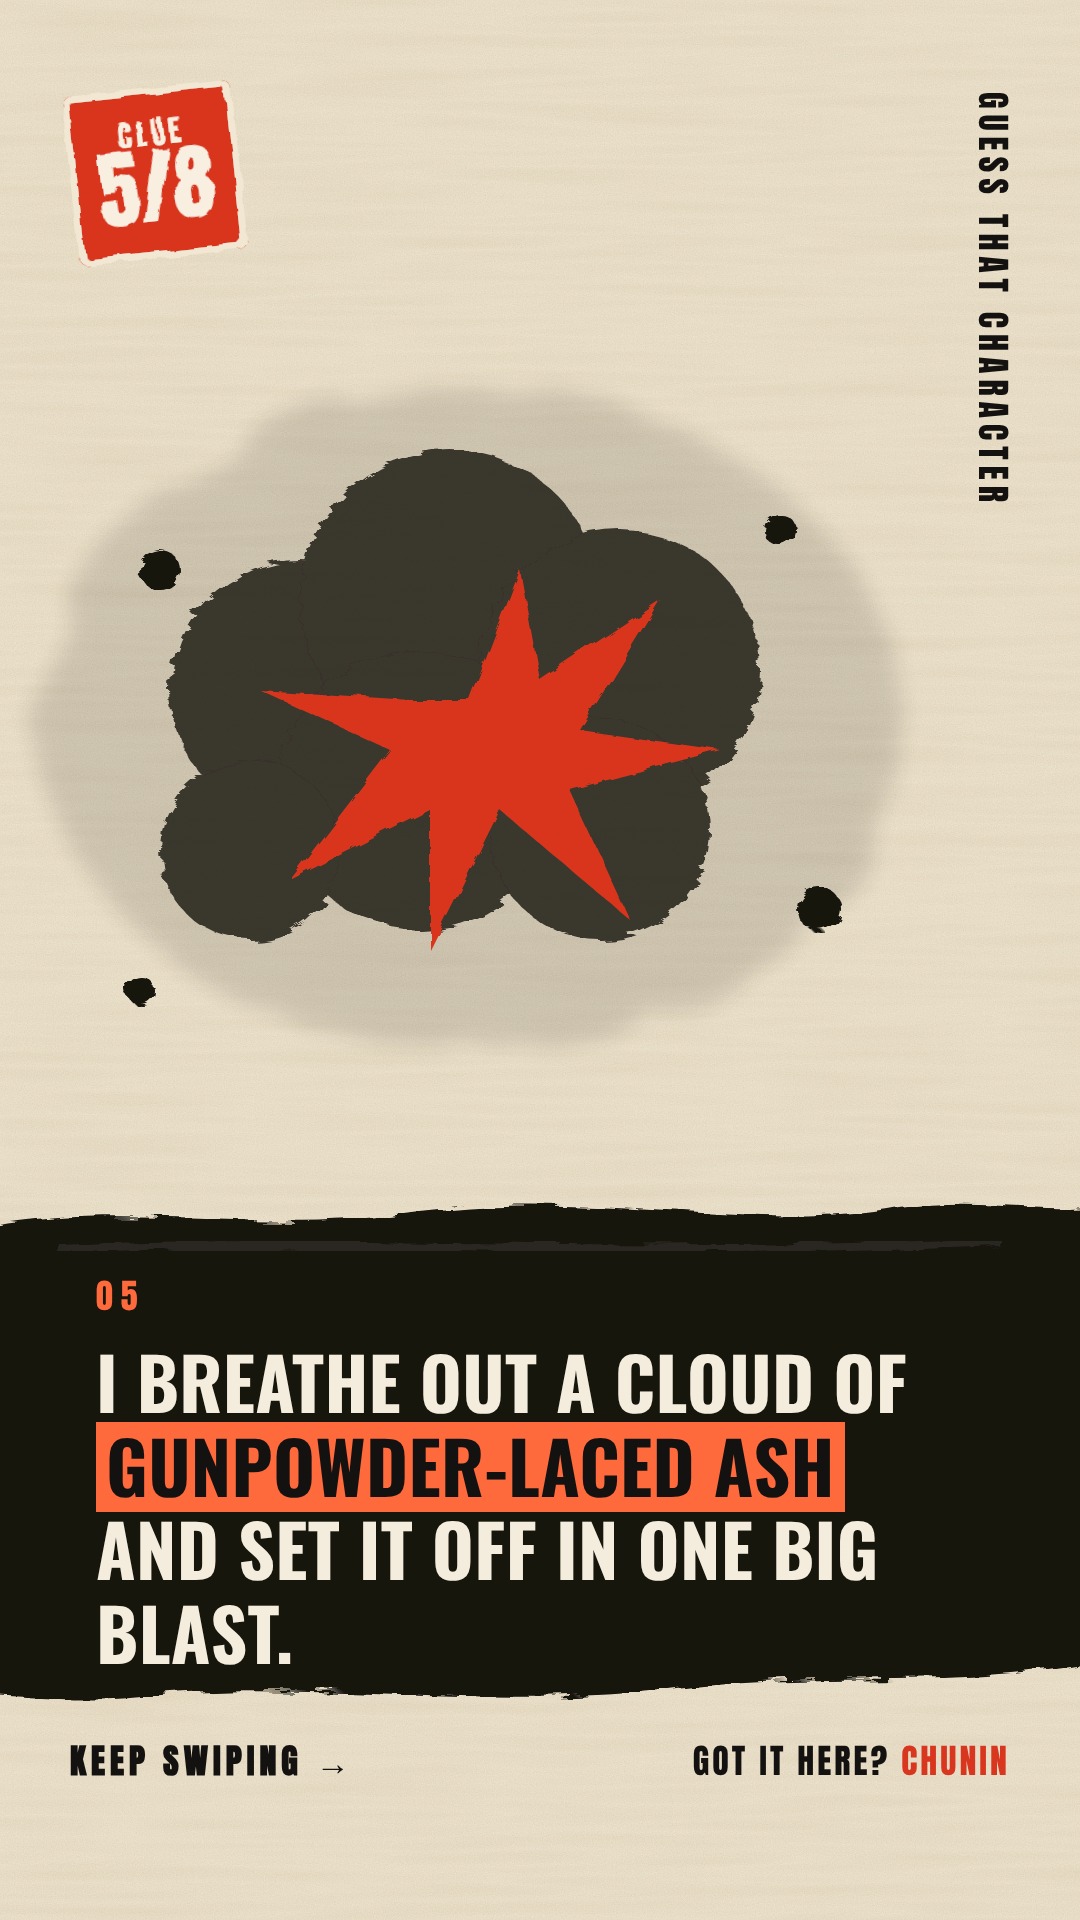 CLUE
5/8
GUESS THAT CHARACTER
05
I BREATHE OUT A CLOUD OF
GUNPOWDER-LACED ASH
AND SET IT OFF IN ONE BIG
BLAST.
KEEP SWIPING →
GOT IT HERE? CHUNIN